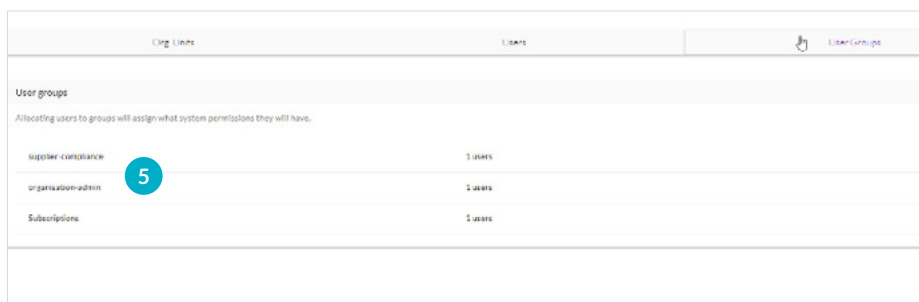 Org Units Users User Groups
User groups
Allocating users to groups will assign what system permissions they will have.
supplier-compliance 1 users
5
organisation-admin 1 users
Subscriptions 1 users